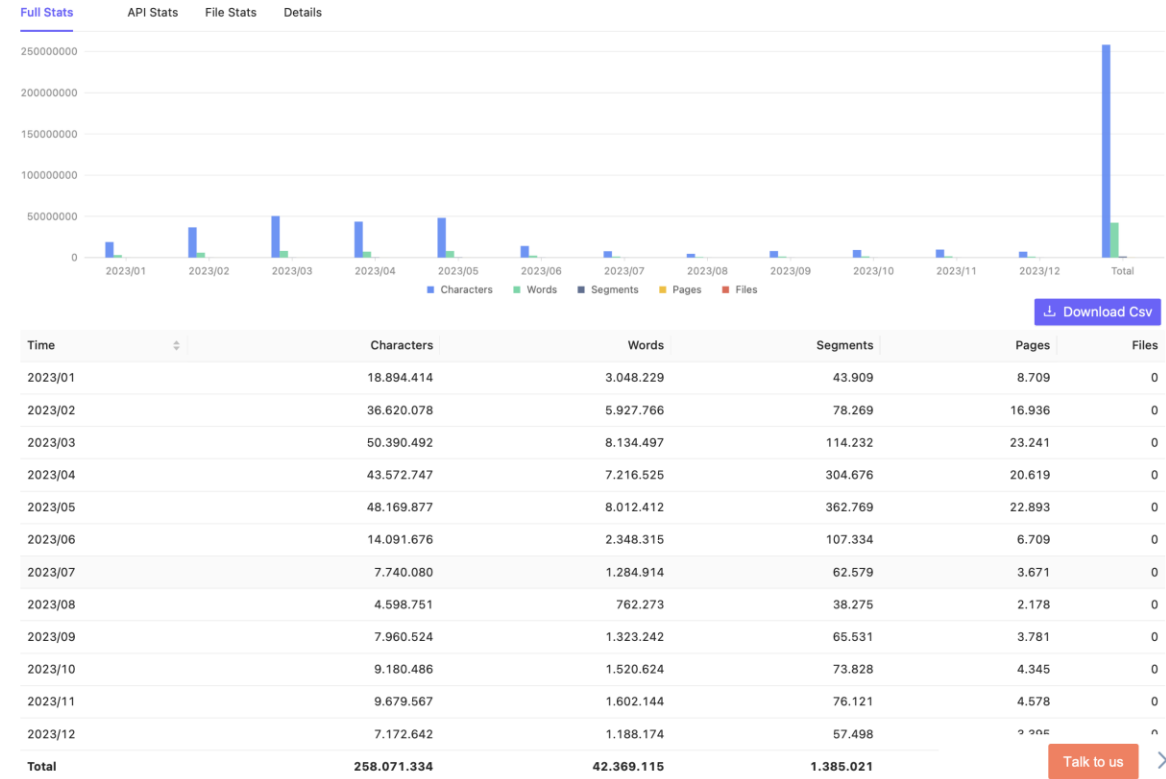 Full Stats API Stats File Stats Details
250000000
200000000
150000000
100000000
50000000
0
2023/01 2023/02 2023/03 2023/04 2023/05 2023/06 2023/07 2023/08 2023/09 2023/10 2023/11 2023/12 Total
Characters Words Segments Pages Files
Download Csv
Time Characters Words Segments Pages Files
2023/01 18.894.414 3.048.229 43.909 8.709 0
2023/02 36.620.078 5.927.766 78.269 16.936 0
2023/03 50.390.492 8.134.497 114.232 23.241 0
2023/04 43.572.747 7.216.525 304.676 20.619 0
2023/05 48.169.877 8.012.412 362.769 22.893 0
2023/06 14.091.676 2.348.315 107.334 6.709 0
2023/07 7.740.080 1.284.914 62.579 3.671 0
2023/08 4.598.751 762.273 38.275 2.178 0
2023/09 7.960.524 1.323.242 65.531 3.781 0
2023/10 9.180.486 1.520.624 73.828 4.345 0
2023/11 9.679.567 1.602.144 76.121 4.578 0
2023/12 7.172.642 1.188.174 57.498
Total 258.071.334 42.369.115 1.385.021
Talk to us